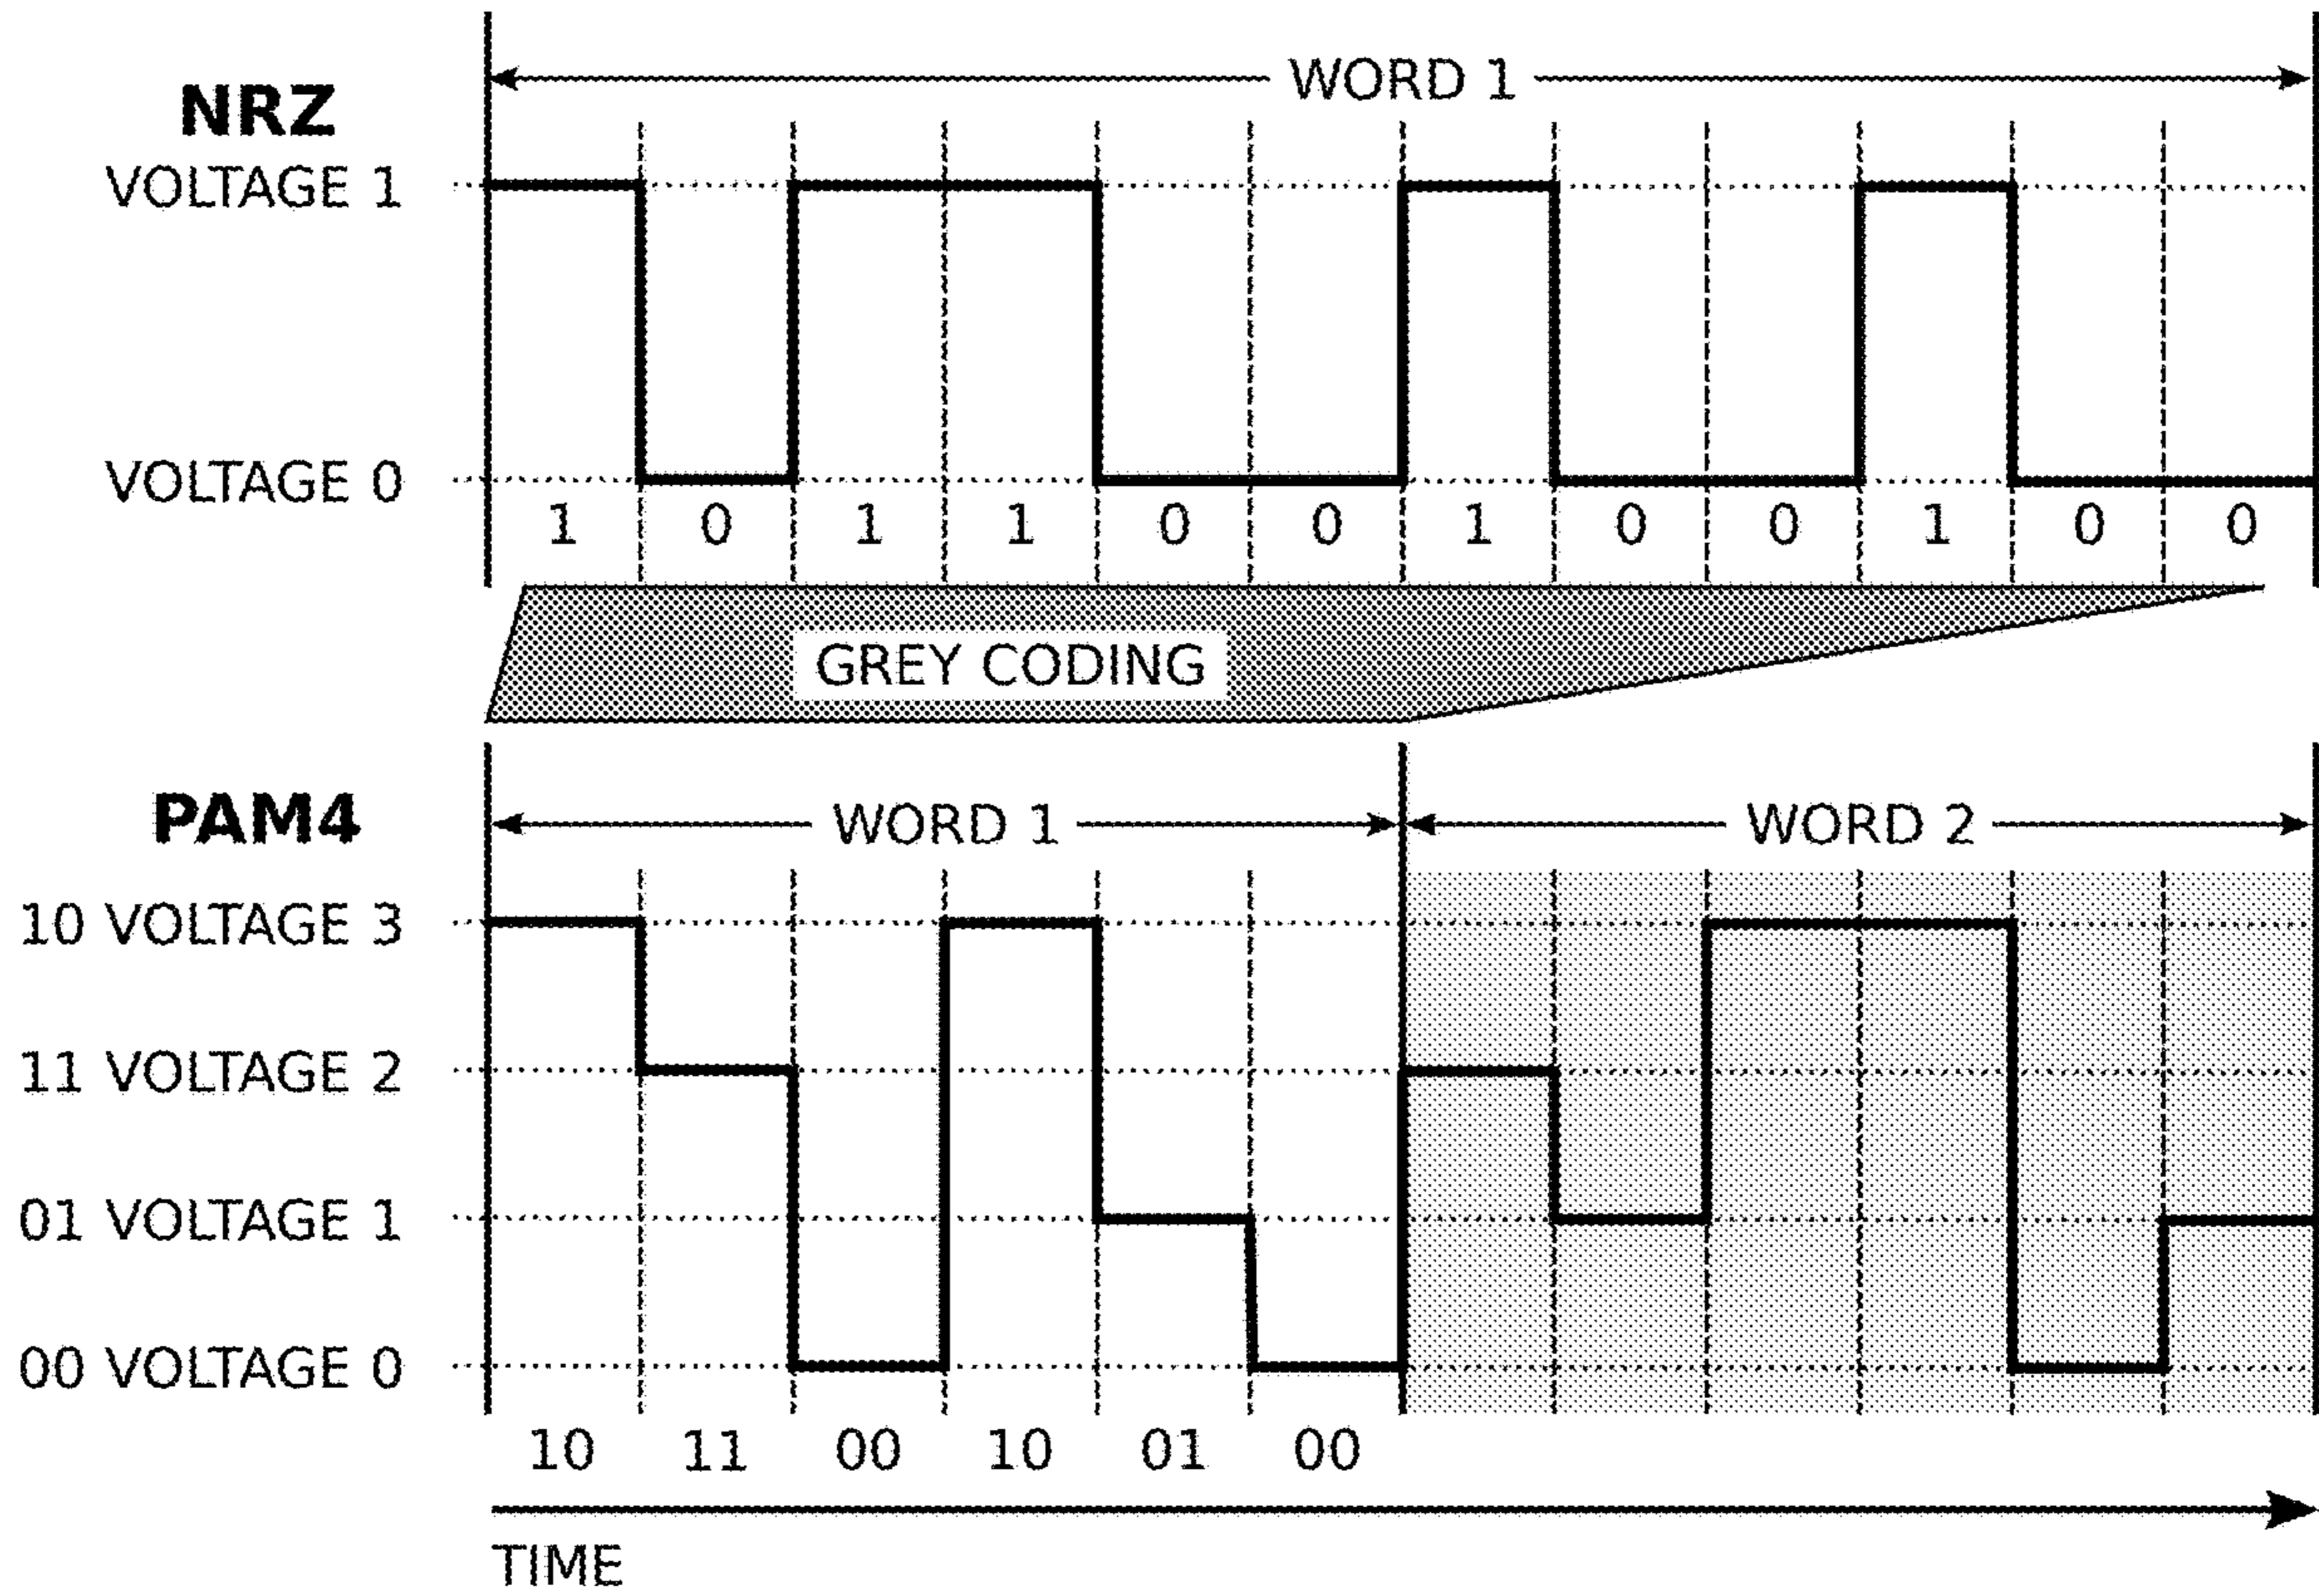 WORD 1
NRZ
VOLTAGE 1
VOLTAGE 0
1 0 1 1 0 0 1 0 0 1 0 0
GREY CODING
PAM4
WORD 1 WORD 2
10 VOLTAGE 3
11 VOLTAGE 2
01 VOLTAGE 1
00 VOLTAGE 0
10 11 00 10 01 00
TIME